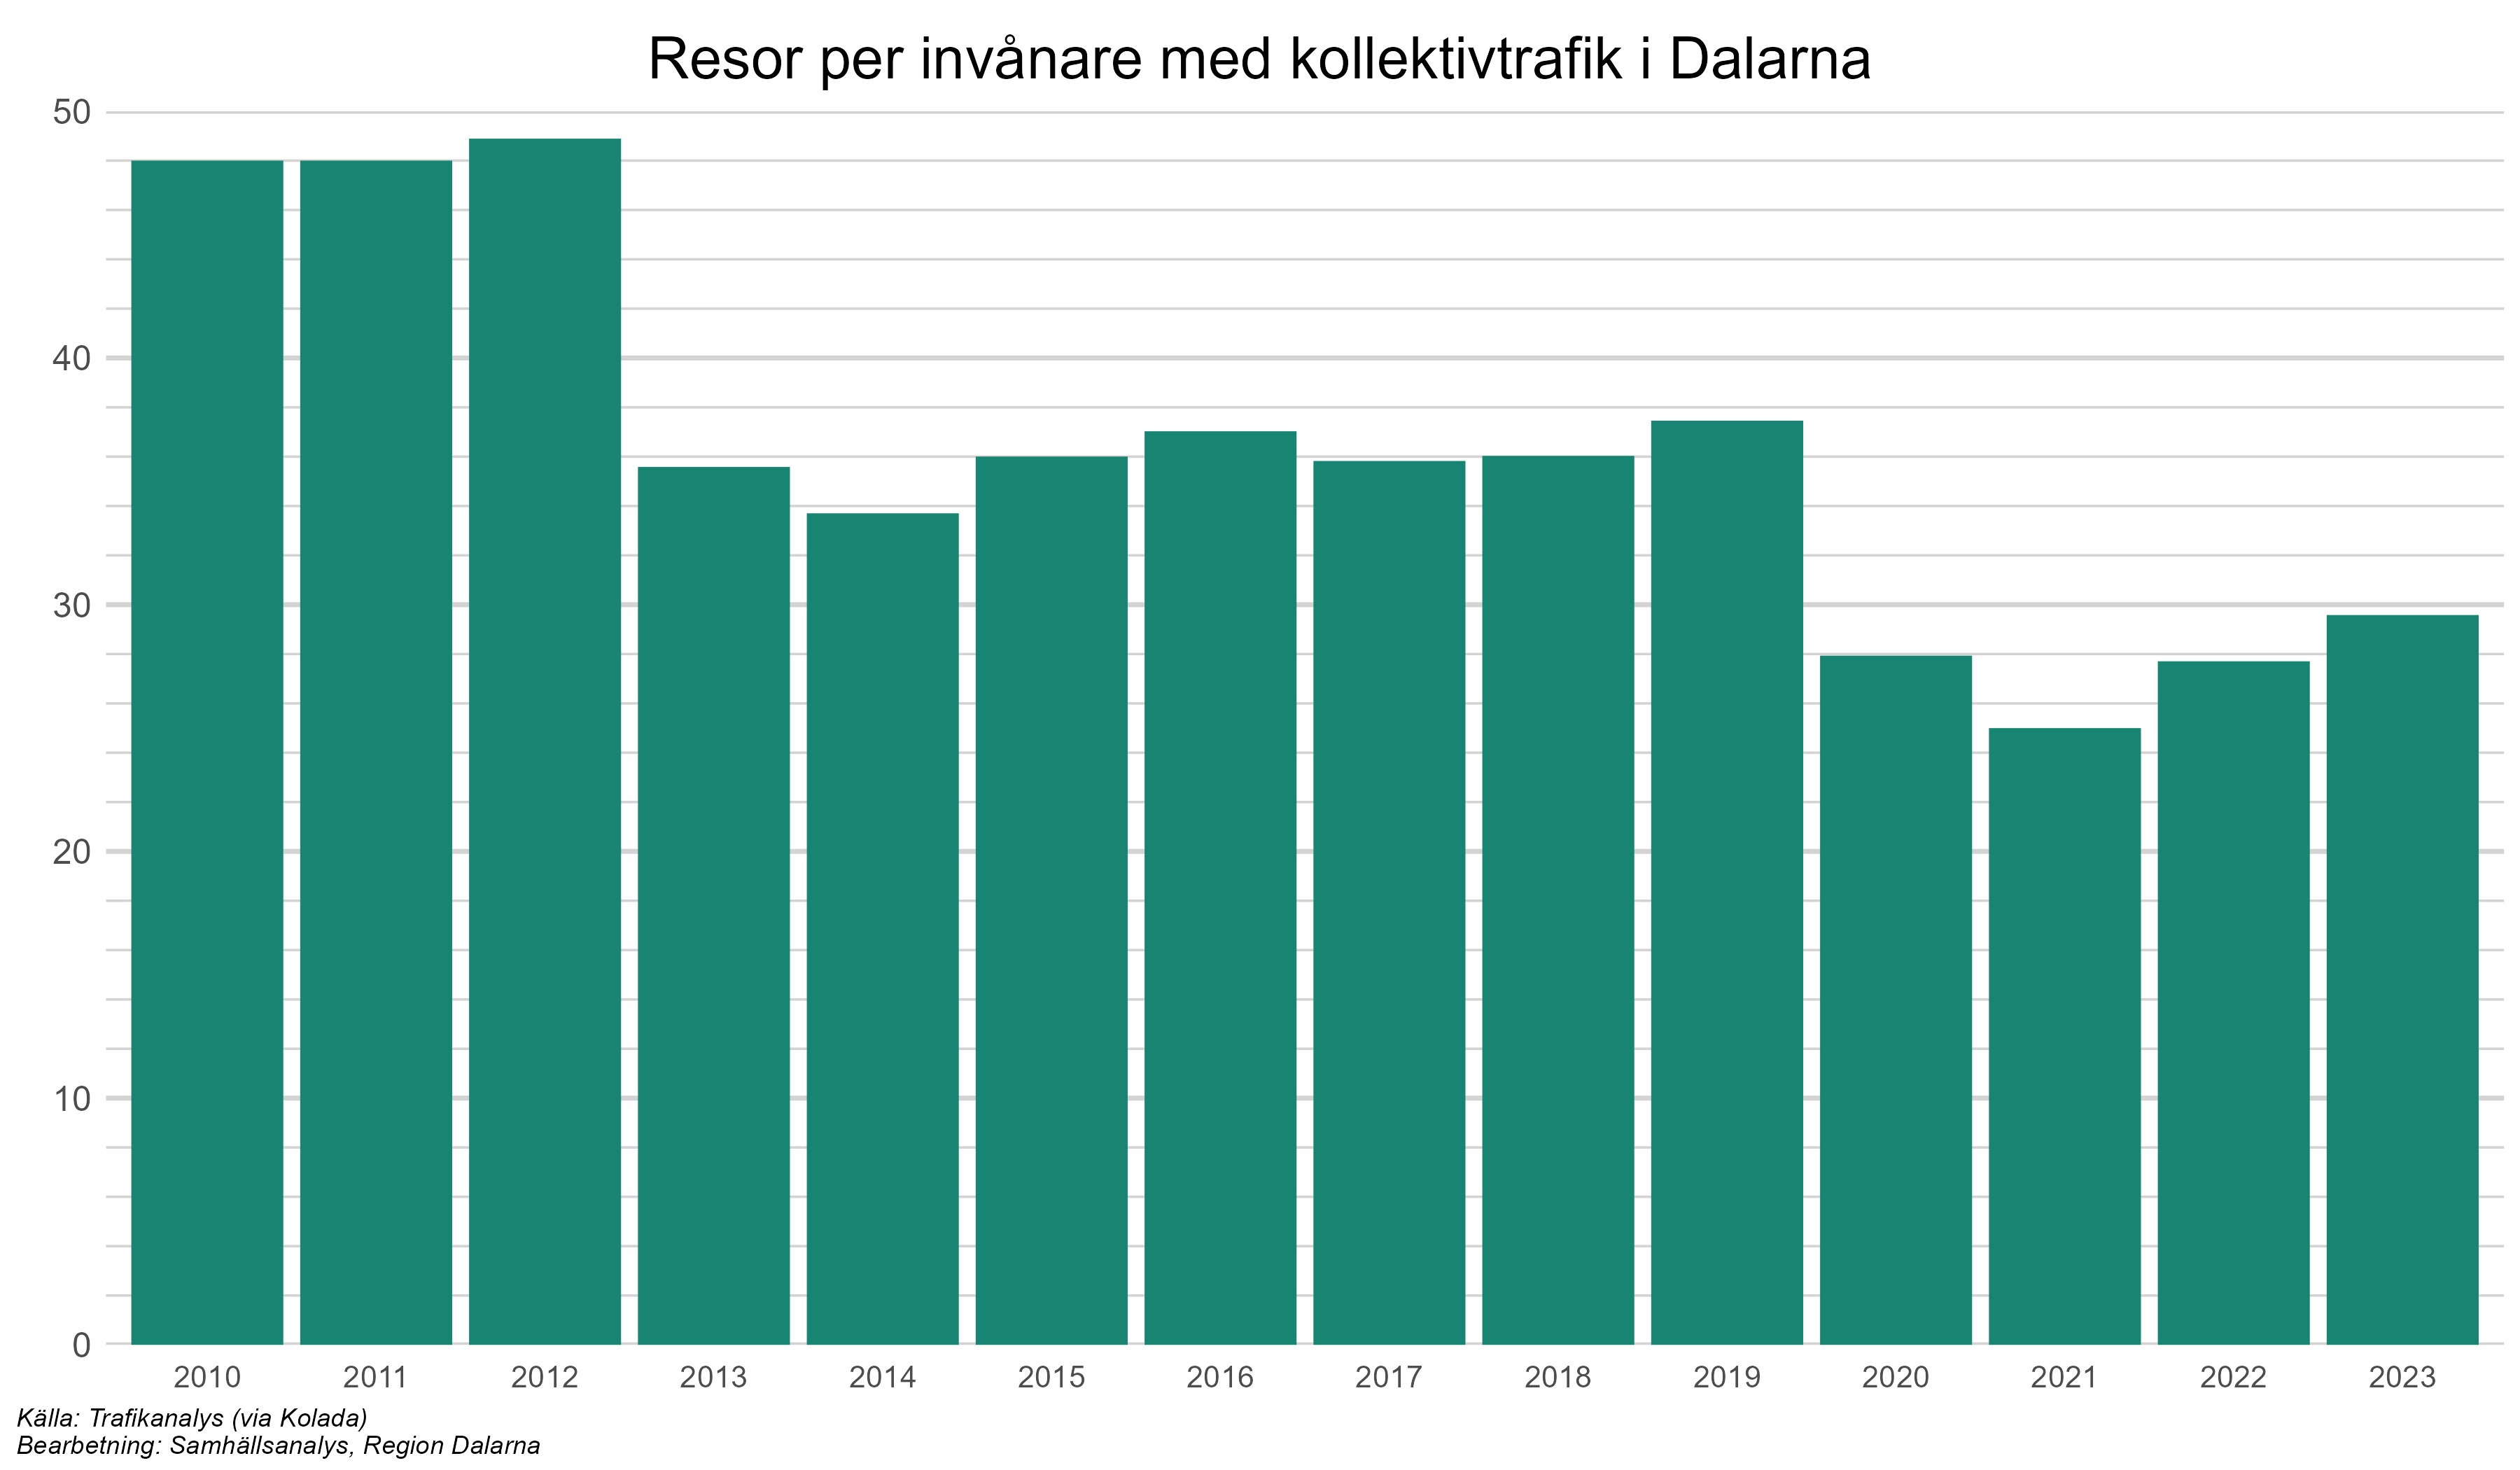 Resor per invånare med kollektivtrafik i Dalarna
50
40
30
20
10
0
2010 2011 2012 2013 2014 2015 2016 2017 2018 2019 2020 2021 2022 2023
Källa: Trafikanalys (via Kolada)
Bearbetning: Samhällsanalys, Region Dalarna